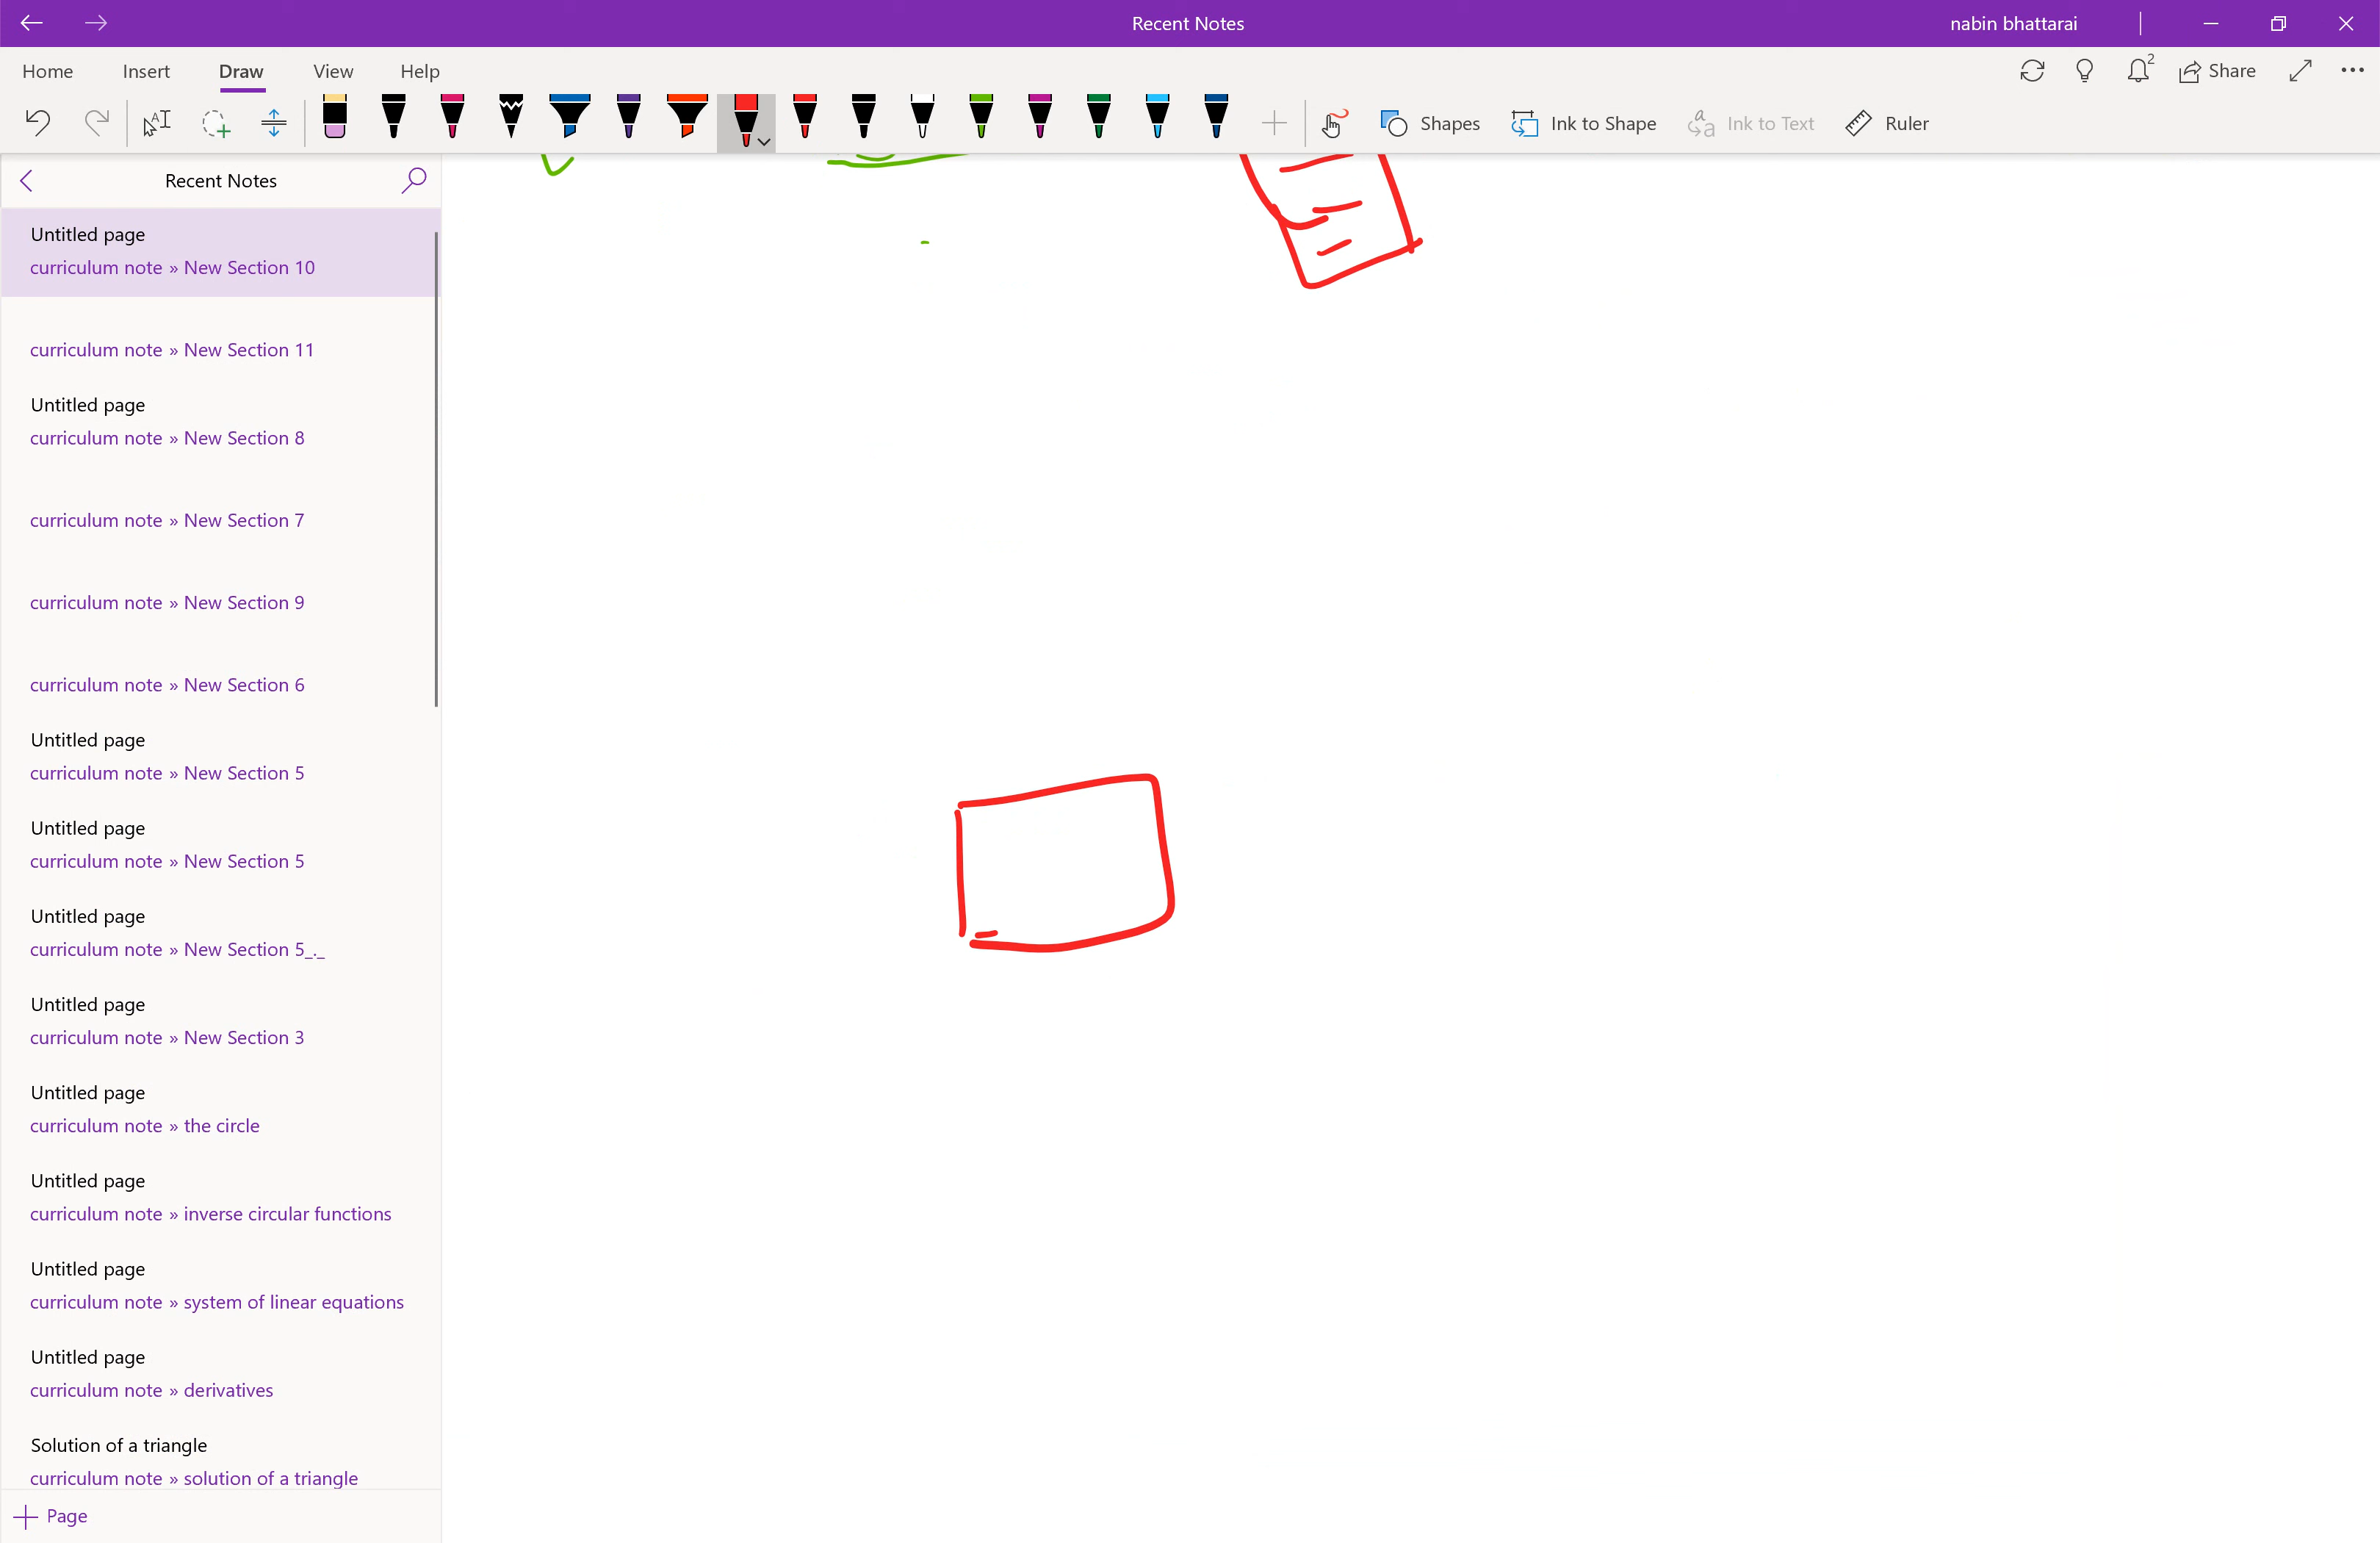 Recent Notes
nabin bhattarai
Home Insert Draw View Help
2 Share
Shapes Ink to Shape Ink to Text Ruler
Recent Notes
Untitled page
curriculum note » New Section 10
curriculum note » New Section 11
Untitled page
curriculum note » New Section 8
curriculum note » New Section 7
curriculum note » New Section 9
curriculum note » New Section 6
Untitled page
curriculum note » New Section 5
Untitled page
curriculum note » New Section 5
Untitled page
curriculum note » New Section 5_._
Untitled page
curriculum note » New Section 3
Untitled page
curriculum note » the circle
Untitled page
curriculum note » inverse circular functions
Untitled page
curriculum note » system of linear equations
Untitled page
curriculum note » derivatives
Solution of a triangle
curriculum note » solution of a triangle
Page